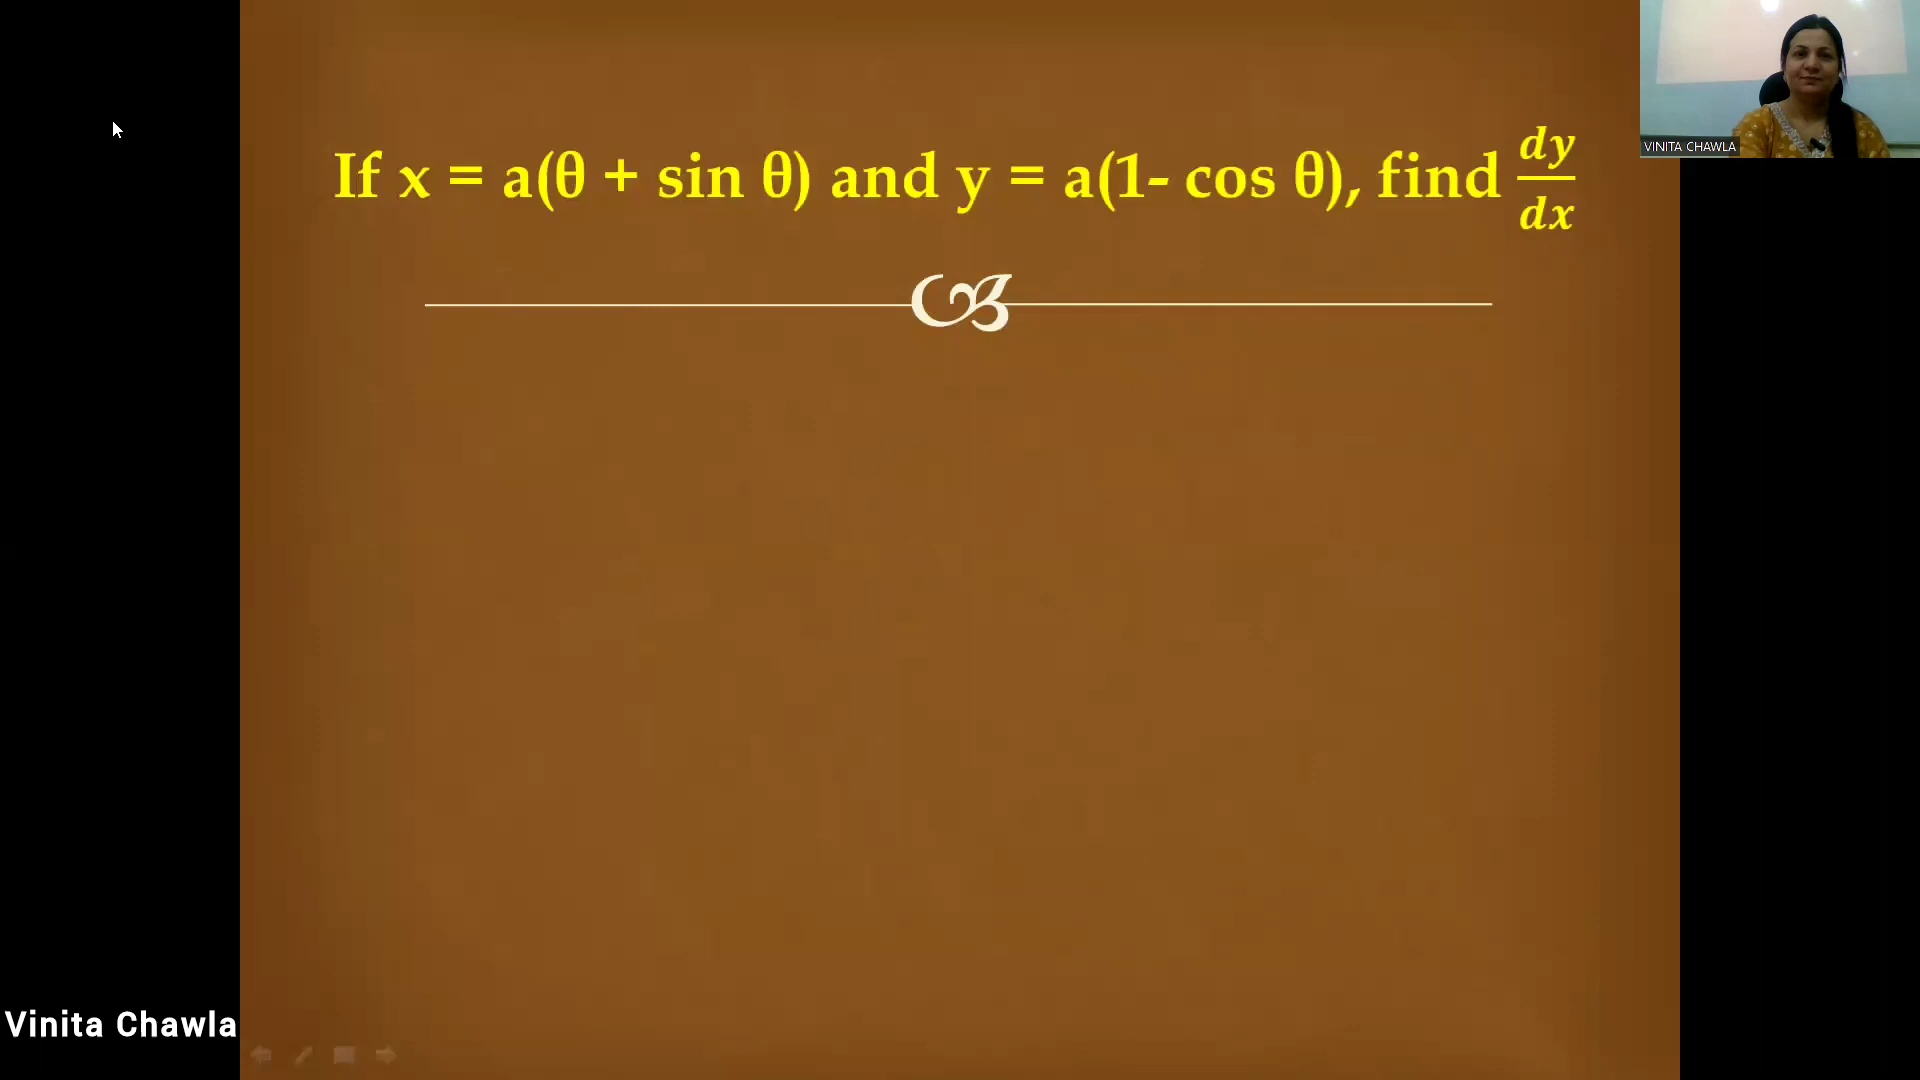 VINITA CHAWLA
If x = a(θ + sin θ) and y = a(1- cos θ), find dy/dx
Vinita Chawla